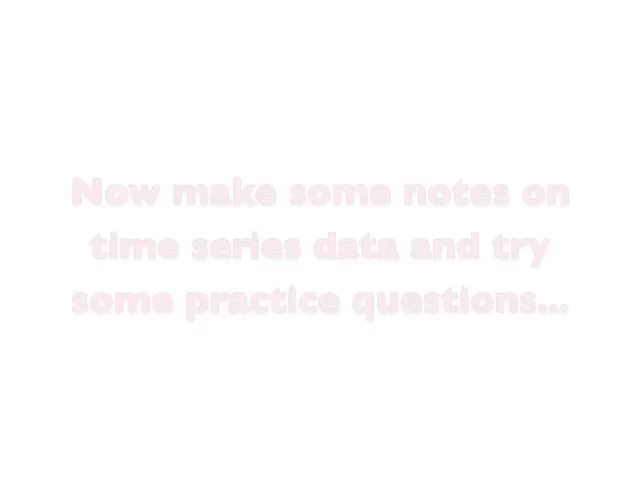 Now make some notes on
time series data and try
some practice questions...